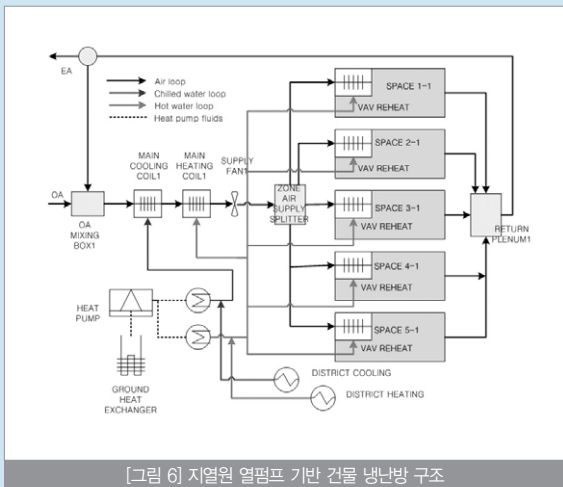 EA
Air loop
Chilled water loop
Hot water loop
Heat pump fluids
SPACE 1-1
VAV REHEAT
SPACE 2-1
VAV REHEAT
MAIN
COOLING
COIL1
MAIN
HEATING
COIL1
SUPPLY
FAN1
OA
OA
MIXING
BOX1
ZONE
AIR
SUPPLY
SPLITTER
SPACE 3-1
VAV REHEAT
RETURN
PLENUM1
SPACE 4-1
VAV REHEAT
HEAT
PUMP
SPACE 5-1
VAV REHEAT
GROUND
HEAT
EXCHANGER
DISTRICT COOLING
DISTRICT HEATING
[그림 6] 지열원 열펌프 기반 건물 냉난방 구조